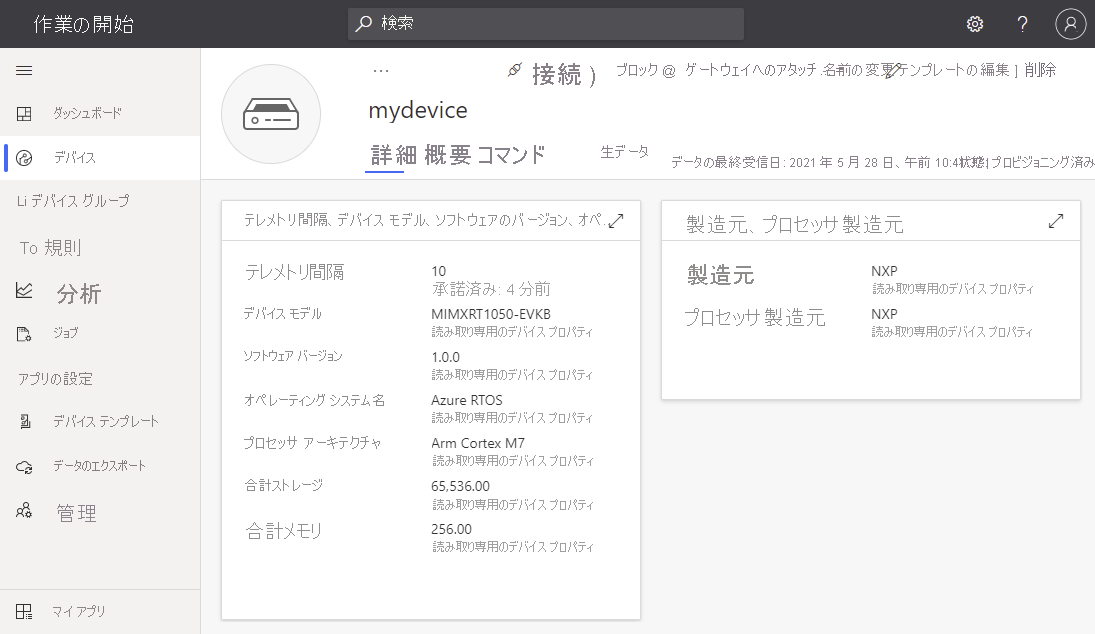 作業の開始
検索
?
ダッシュボード
デバイス
Li デバイス グループ
To 規則
分析
ジョブ
アプリの設定
デバイス テンプレート
データのエクスポート
管理
マイ アプリ
...
接続 )
ブロック @ ゲートウェイへのアタッチ 名前の変更 テンプレートの編集 ] 削除
mydevice
詳細 概要 コマンド
生データ
データの最終受信日: 2021 年 5 月 28 日、午前 10:4 状態: プロビジョニング済み
テレメトリ間隔、デバイス モデル、ソフトウェアのバージョン、オペ..
テレメトリ間隔
10
承諾済み: 4 分前
デバイス モデル
MIMXRT1050-EVKB
読み取り専用のデバイス プロパティ
ソフトウェア バージョン
1.0.0
読み取り専用のデバイス プロパティ
オペレーティング システム名
Azure RTOS
読み取り専用のデバイス プロパティ
プロセッサ アーキテクチャ
Arm Cortex M7
読み取り専用のデバイス プロパティ
合計ストレージ
65,536.00
読み取り専用のデバイス プロパティ
合計メモリ
256.00
読み取り専用のデバイス プロパティ
製造元、プロセッサ製造元
製造元
NXP
読み取り専用のデバイス プロパティ
プロセッサ製造元
NXP
読み取り専用のデバイス プロパティ